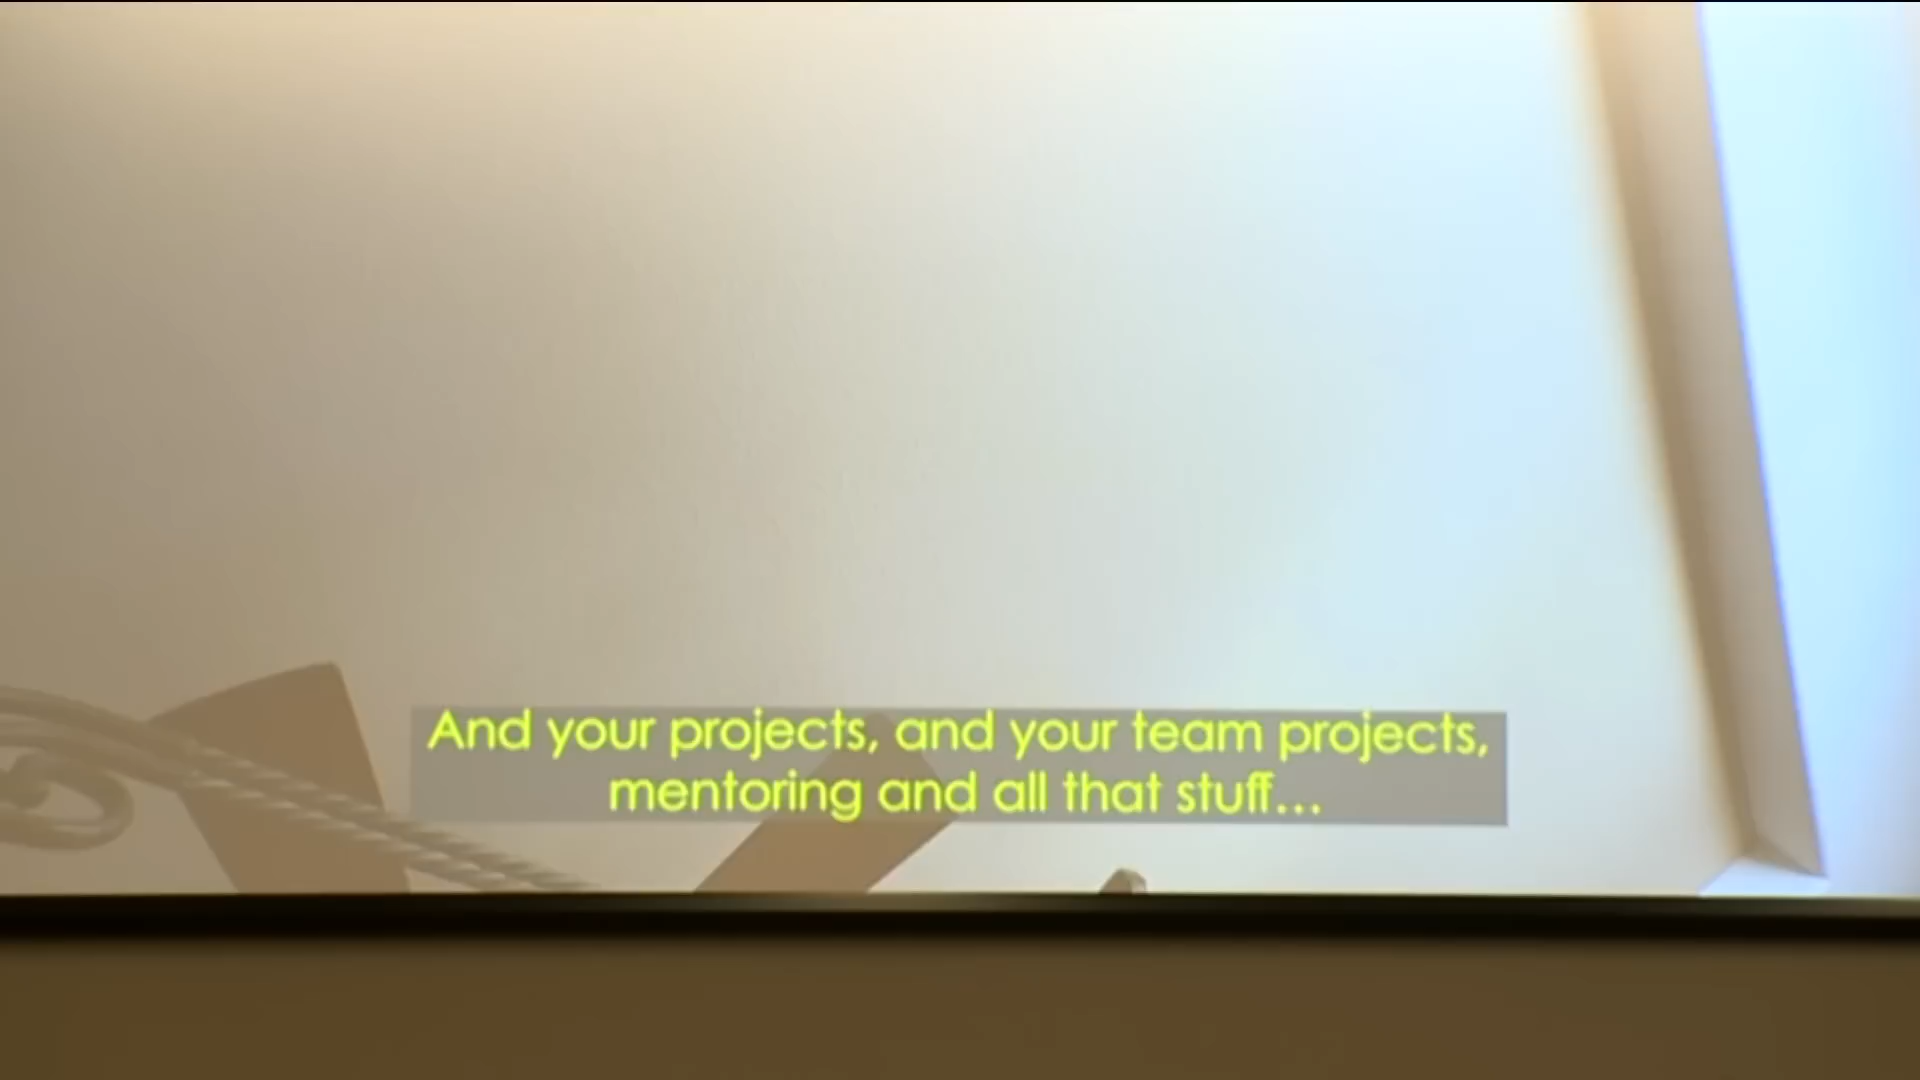 And your projects, and your team projects,
mentoring and all that stuff...